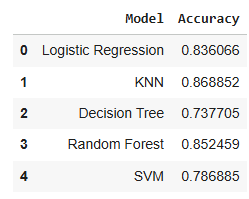 Model Accuracy
0 Logistic Regression 0.836066
1 KNN 0.868852
2 Decision Tree 0.737705
3 Random Forest 0.852459
4 SVM 0.786885